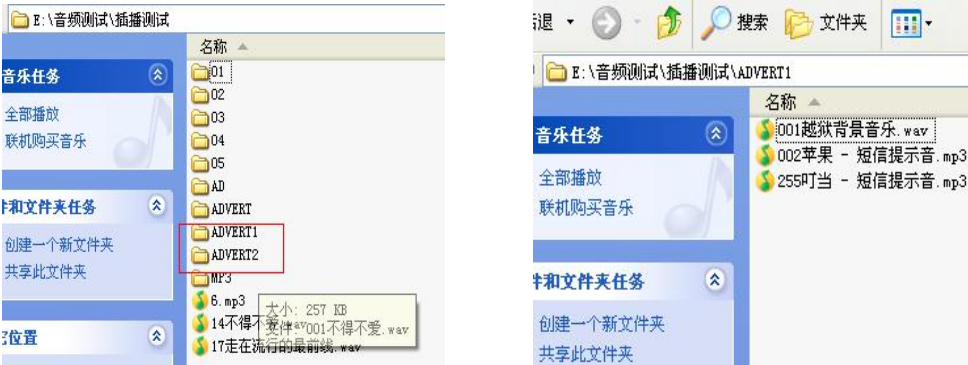 E:\音频测试\插播测试
名称
音乐任务
全部播放
联机购买音乐
件和文件夹任务
创建一个新文件夹
共享此文件夹
它位置
01
02
03
04
05
AD
ADVERT
ADVERT1
ADVERT2
MP3
6.mp3
14不得不爱.wav
17走在流行的最前线.wav
大小: 257 KB
文件: 001不得不爱.wav
后退
搜索
文件夹
E:\音频测试\插播测试\ADVERT1
名称
音乐任务
全部播放
联机购买音乐
件和文件夹任务
创建一个新文件夹
共享此文件夹
001越狱背景音乐.wav
002苹果 - 短信提示音.mp3
255叮当 - 短信提示音.mp3